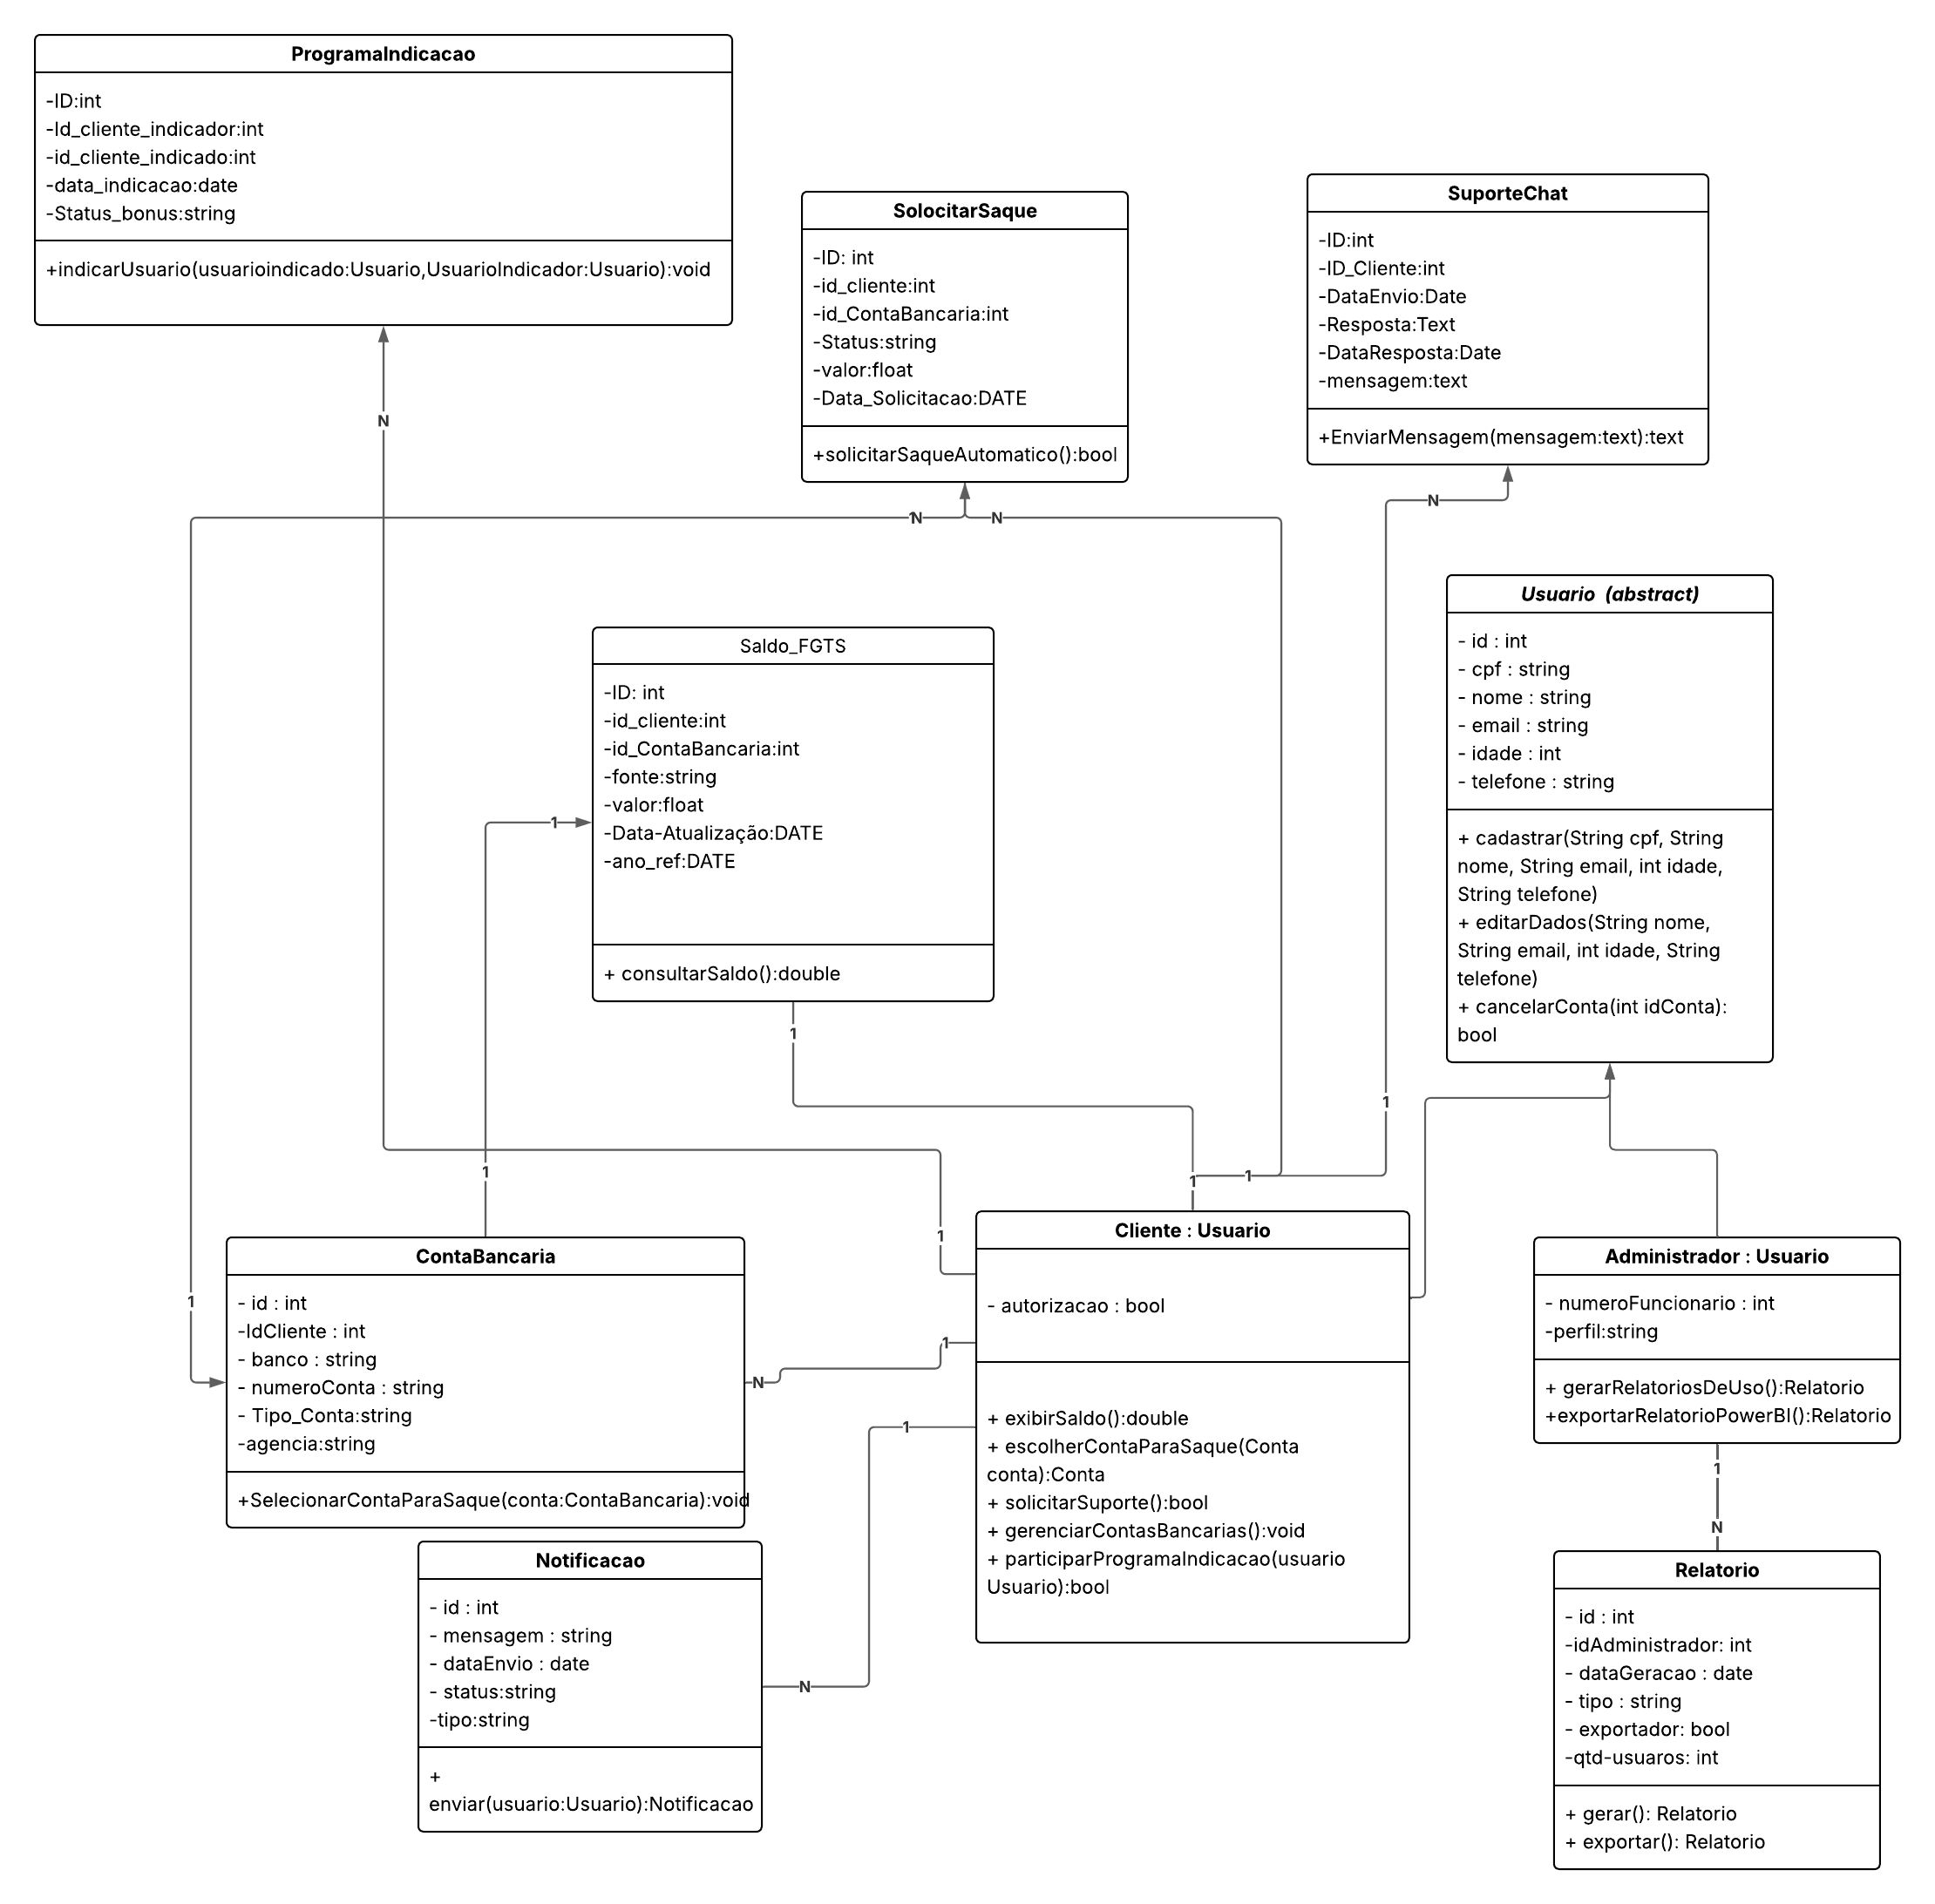 ProgramaIndicacao
-ID:int
-Id_cliente_indicador:int
-id_cliente_indicado:int
-data_indicacao:date
-Status_bonus:string
+indicarUsuario(usuarioindicado:Usuario,UsuarioIndicador:Usuario):void
SolocitarSaque
-ID: int
-id_cliente:int
-id_ContaBancaria:int
-Status:string
-valor:float
-Data_Solicitacao:DATE
+solicitarSaqueAutomatico():bool
SuporteChat
-ID:int
-ID_Cliente:int
-DataEnvio:Date
-Resposta:Text
-DataResposta:Date
-mensagem:text
+EnviarMensagem(mensagem:text):text
N
1
N
N
N
Saldo_FGTS
-ID: int
-id_cliente:int
-id_ContaBancaria:int
-fonte:string
-valor:float
-Data-Atualização:DATE
-ano_ref:DATE
+ consultarSaldo():double
Usuario (abstract)
- id : int
- cpf : string
- nome : string
- email : string
- idade : int
- telefone : string
+ cadastrar(String cpf, String
nome, String email, int idade,
String telefone)
+ editarDados(String nome,
String email, int idade, String
telefone)
+ cancelarConta(int idConta):
bool
1
1
1
1
1
1
1
1
ContaBancaria
- id : int
-IdCliente : int
- banco : string
- numeroConta : string
- Tipo_Conta:string
-agencia:string
+SelecionarContaParaSaque(conta:ContaBancaria):void
N
1
1
N
Cliente : Usuario
- autorizacao : bool
+ exibirSaldo():double
+ escolherContaParaSaque(Conta
conta):Conta
+ solicitarSuporte():bool
+ gerenciarContasBancarias():void
+ participarProgramaIndicacao(usuario
Usuario):bool
Administrador : Usuario
- numeroFuncionario : int
-perfil:string
+ gerarRelatoriosDeUso():Relatorio
+exportarRelatorioPowerBI():Relatorio
1
N
Notificacao
- id : int
- mensagem : string
- dataEnvio : date
- status:string
-tipo:string
+
enviar(usuario:Usuario):Notificacao
Relatorio
- id : int
-idAdministrador: int
- dataGeracao : date
- tipo : string
- exportador: bool
-qtd-usuaros: int
+ gerar(): Relatorio
+ exportar(): Relatorio